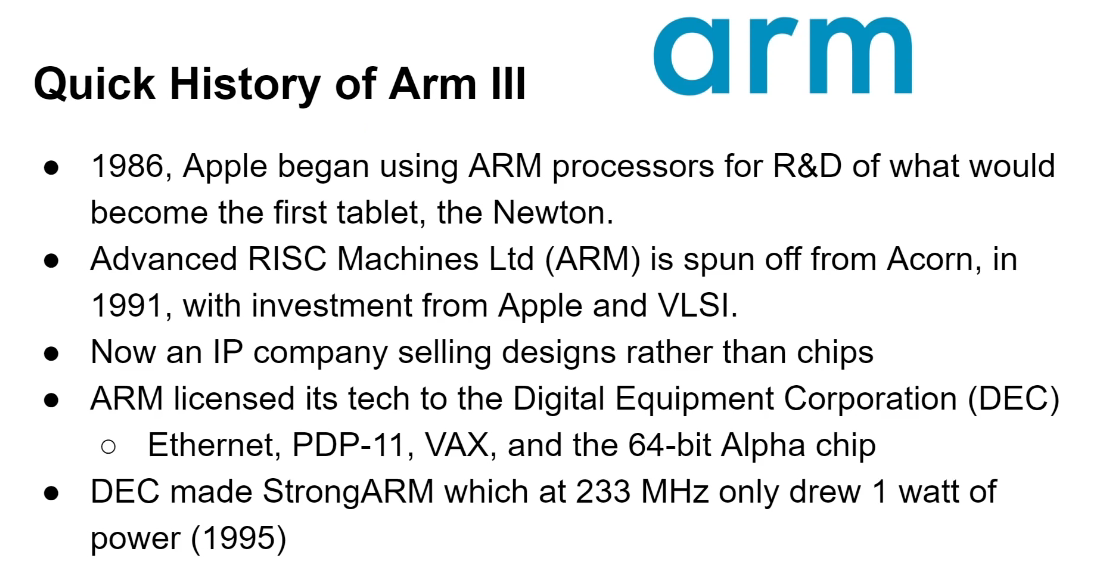 arm
Quick History of Arm III
● 1986, Apple began using ARM processors for R&D of what would
become the first tablet, the Newton.
● Advanced RISC Machines Ltd (ARM) is spun off from Acorn, in
1991, with investment from Apple and VLSI.
● Now an IP company selling designs rather than chips
● ARM licensed its tech to the Digital Equipment Corporation (DEC)
○ Ethernet, PDP-11, VAX, and the 64-bit Alpha chip
● DEC made StrongARM which at 233 MHz only drew 1 watt of
power (1995)